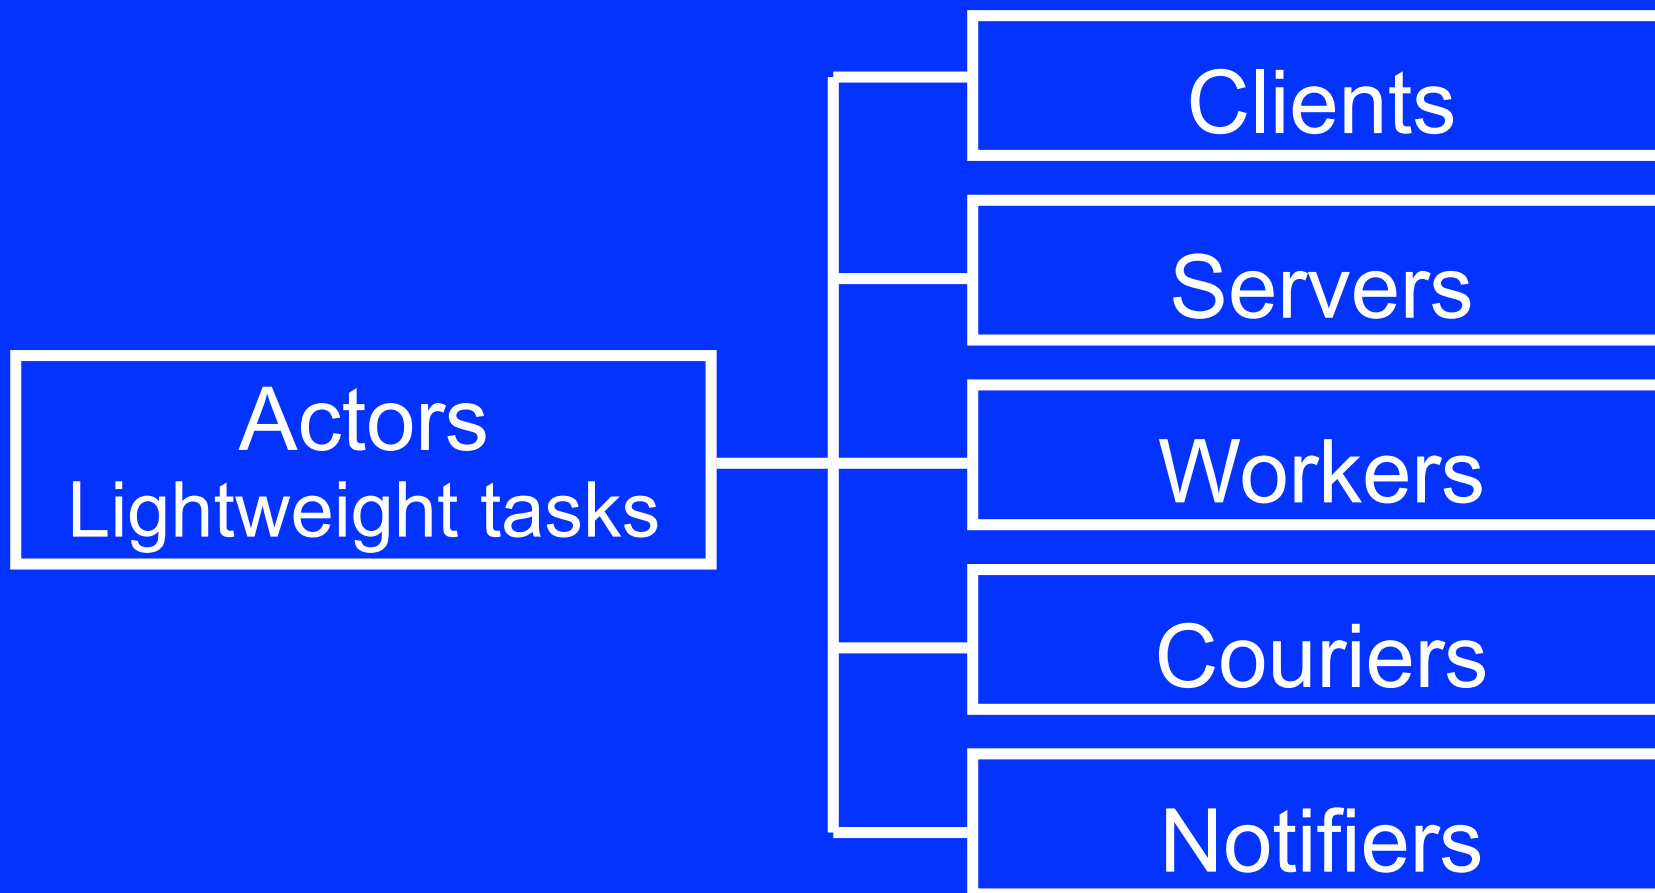 Actors
Lightweight tasks
Clients
Servers
Workers
Couriers
Notifiers